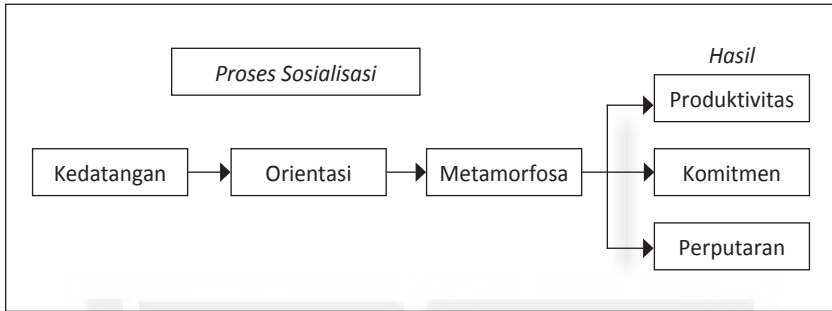 Proses Sosialisasi
Hasil
Kedatangan
Orientasi
Metamorfosa
Produktivitas
Komitmen
Perputaran